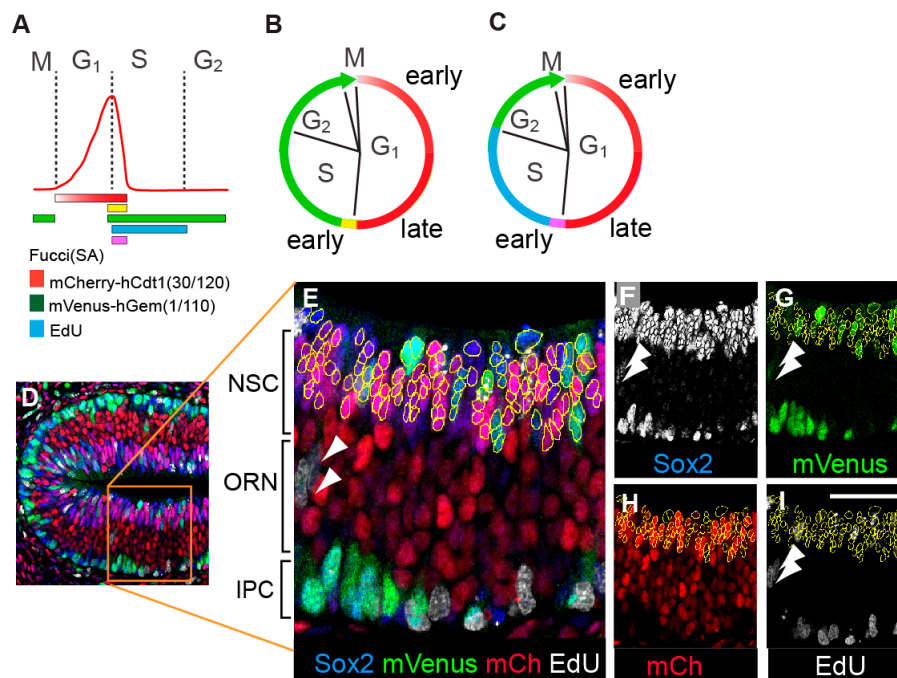 A
M G₁ S G₂
Fucci(SA)
mCherry-hCdt1(30/120)
mVenus-hGem(1/110)
EdU
B
M
early
G₂
G₁
S
early
late
C
M
early
G₂
G₁
S
early
late
D
E
NSC
ORN
IPC
Sox2 mVenus mCh EdU
F
Sox2
G
mVenus
H
mCh
I
EdU